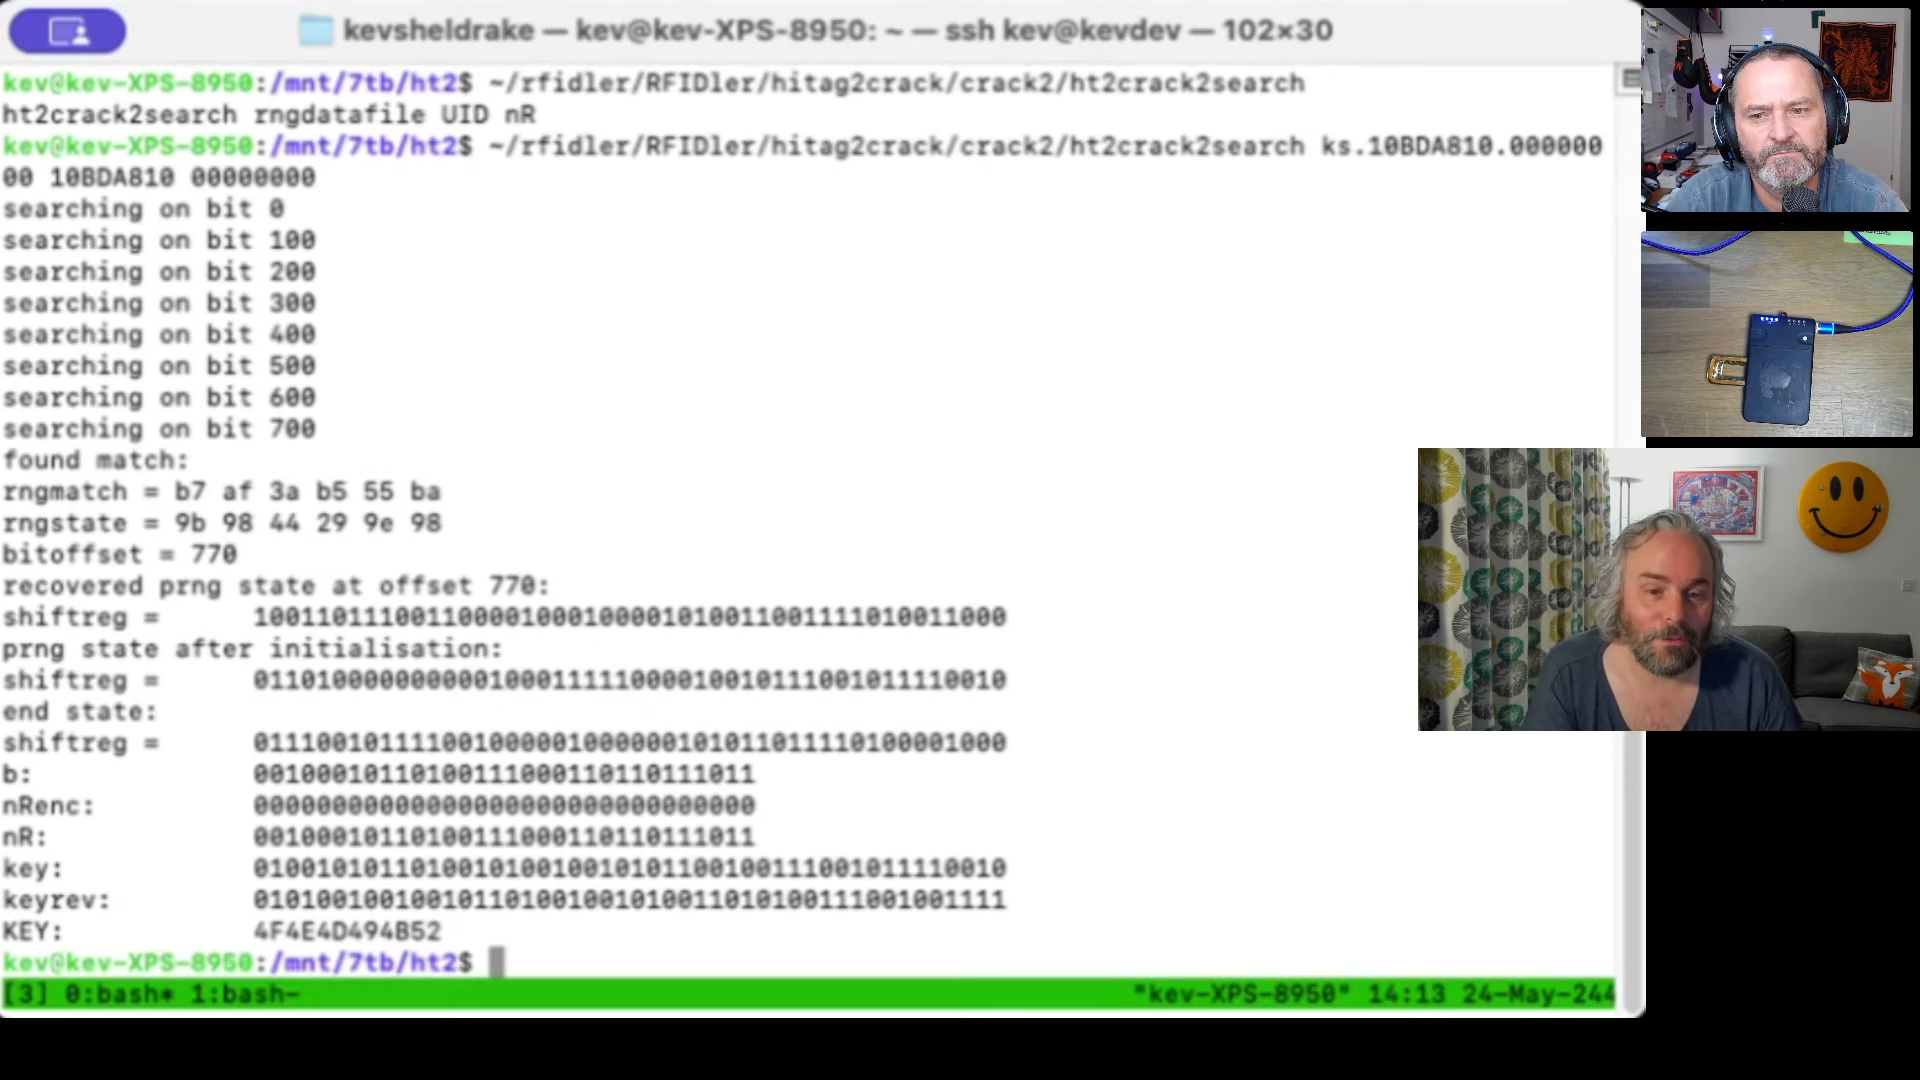 kevsheldrake — kev@kev-XPS-8950: ~ — ssh kev@kevdev — 102×30
kev@kev-XPS-8950:/mnt/7tb/ht2$ ~/rfidler/RFIDler/hitag2crack/crack2/ht2crack2search
ht2crack2search rngdatafile UID nR
kev@kev-XPS-8950:/mnt/7tb/ht2$ ~/rfidler/RFIDler/hitag2crack/crack2/ht2crack2search ks.10BDA810.000000
00 10BDA810 00000000
searching on bit 0
searching on bit 100
searching on bit 200
searching on bit 300
searching on bit 400
searching on bit 500
searching on bit 600
searching on bit 700
found match:
rngmatch = b7 af 3a b5 55 ba
rngstate = 9b 98 44 29 9e 98
bitoffset = 770
recovered prng state at offset 770:
shiftreg = 100110111001100001000100001010011001111010011000
prng state after initialisation:
shiftreg = 011010000000000100011111000010010111001011110010
end state:
shiftreg = 011100101111001000001000000101011011110100001000
b: 00100010110100111000110110111011
nRenc: 00000000000000000000000000000000
nR: 00100010110100111000110110111011
key: 010010101101001010010010101100100111001011110010
keyrev: 010100100100101101001001010011010100111001001111
KEY: 4F4E4D494B52
kev@kev-XPS-8950:/mnt/7tb/ht2$
[3] 0:bash* 1:bash- "kev-XPS-8950" 14:13 24-May-244